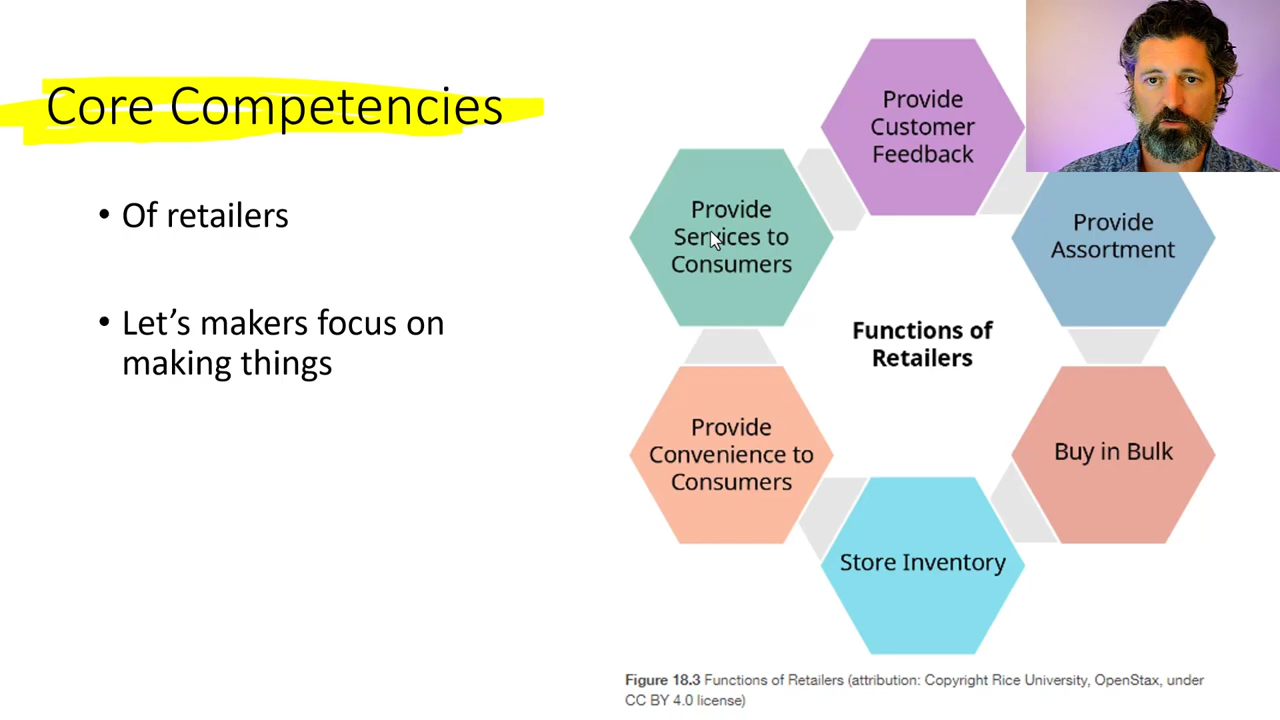 Core Competencies
• Of retailers
• Let's makers focus on
making things
Provide
Customer
Feedback
Provide
Services to
Consumers
Provide
Assortment
Functions of
Retailers
Provide
Convenience to
Consumers
Buy in Bulk
Store Inventory
Figure 18.3 Functions of Retailers (attribution: Copyright Rice University, OpenStax, under
CC BY 4.0 license)